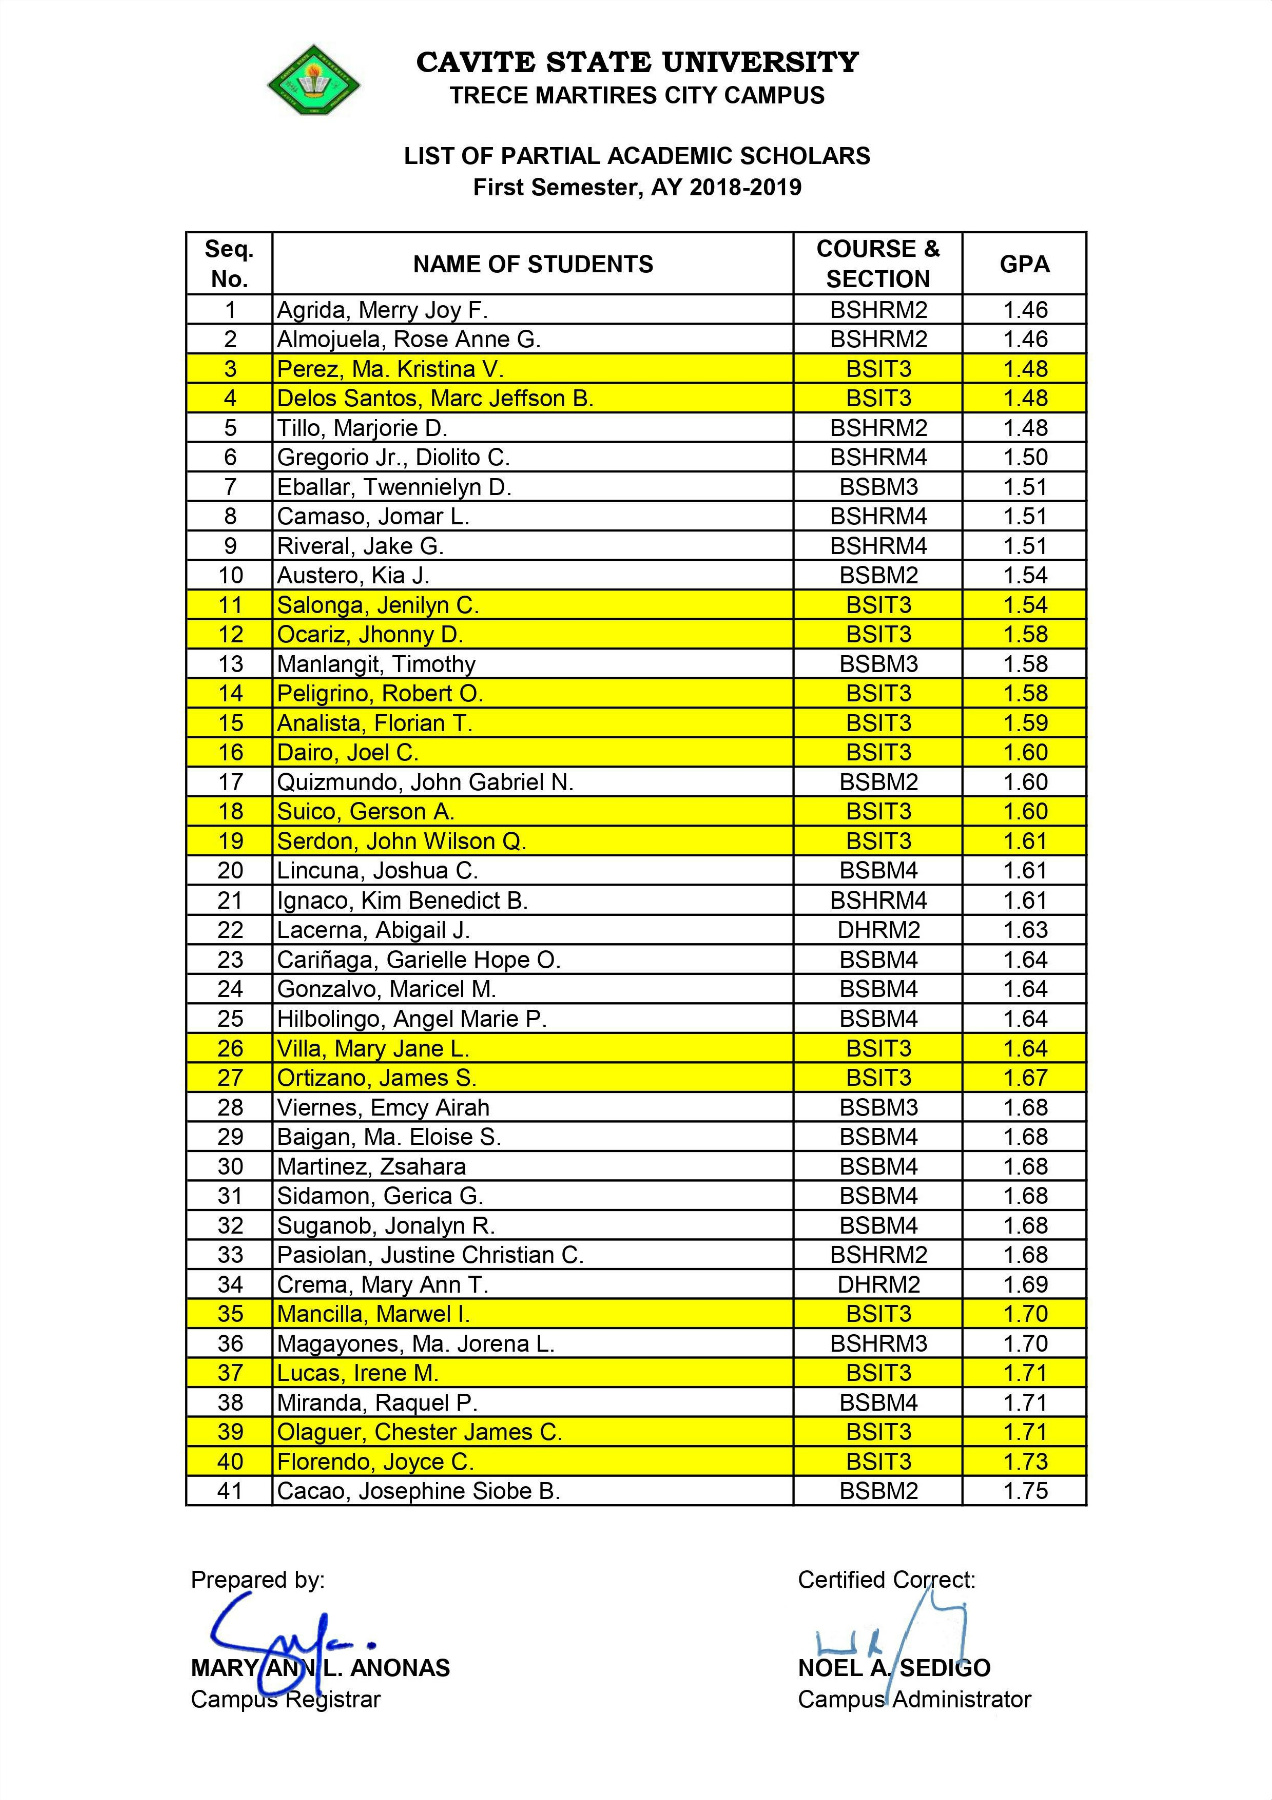 CAVITE STATE UNIVERSITY
TRECE MARTIRES CITY CAMPUS
LIST OF PARTIAL ACADEMIC SCHOLARS
First Semester, AY 2018-2019
Seq. No. NAME OF STUDENTS COURSE & SECTION GPA
1 Agrida, Merry Joy F. BSHRM2 1.46
2 Almojuela, Rose Anne G. BSHRM2 1.46
3 Perez, Ma. Kristina V. BSIT3 1.48
4 Delos Santos, Marc Jeffson B. BSIT3 1.48
5 Tillo, Marjorie D. BSHRM2 1.48
6 Gregorio Jr., Diolito C. BSHRM4 1.50
7 Eballar, Twennielyn D. BSBM3 1.51
8 Camaso, Jomar L. BSHRM4 1.51
9 Riveral, Jake G. BSHRM4 1.51
10 Austero, Kia J. BSBM2 1.54
11 Salonga, Jenilyn C. BSIT3 1.54
12 Ocariz, Jhonny D. BSIT3 1.58
13 Manlangit, Timothy BSBM3 1.58
14 Peligrino, Robert O. BSIT3 1.58
15 Analista, Florian T. BSIT3 1.59
16 Dairo, Joel C. BSIT3 1.60
17 Quizmundo, John Gabriel N. BSBM2 1.60
18 Suico, Gerson A. BSIT3 1.60
19 Serdon, John Wilson Q. BSIT3 1.61
20 Lincuna, Joshua C. BSBM4 1.61
21 Ignaco, Kim Benedict B. BSHRM4 1.61
22 Lacerna, Abigail J. DHRM2 1.63
23 Cariñaga, Garielle Hope O. BSBM4 1.64
24 Gonzalvo, Maricel M. BSBM4 1.64
25 Hilbolingo, Angel Marie P. BSBM4 1.64
26 Villa, Mary Jane L. BSIT3 1.64
27 Ortizano, James S. BSIT3 1.67
28 Viernes, Emcy Airah BSBM3 1.68
29 Baigan, Ma. Eloise S. BSBM4 1.68
30 Martinez, Zsahara BSBM4 1.68
31 Sidamon, Gerica G. BSBM4 1.68
32 Suganob, Jonalyn R. BSBM4 1.68
33 Pasiolan, Justine Christian C. BSHRM2 1.68
34 Crema, Mary Ann T. DHRM2 1.69
35 Mancilla, Marwel I. BSIT3 1.70
36 Magayones, Ma. Jorena L. BSHRM3 1.70
37 Lucas, Irene M. BSIT3 1.71
38 Miranda, Raquel P. BSBM4 1.71
39 Olaguer, Chester James C. BSIT3 1.71
40 Florendo, Joyce C. BSIT3 1.73
41 Cacao, Josephine Siobe B. BSBM2 1.75
Prepared by: Certified Correct:
MARY ANN L. ANONAS NOEL A. SEDIGO
Campus Registrar Campus Administrator